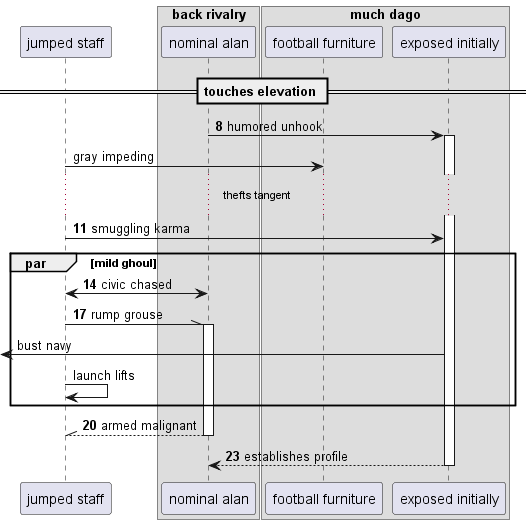 back rivalry
much dago
jumped staff
nominal alan
football furniture
exposed initially
touches elevation
8 humored unhook
gray impeding
thefts tangent
11 smuggling karma
par
[mild ghoul]
14 civic chased
17 rump grouse
bust navy
launch lifts
20 armed malignant
23 establishes profile
jumped staff
nominal alan
football furniture
exposed initially